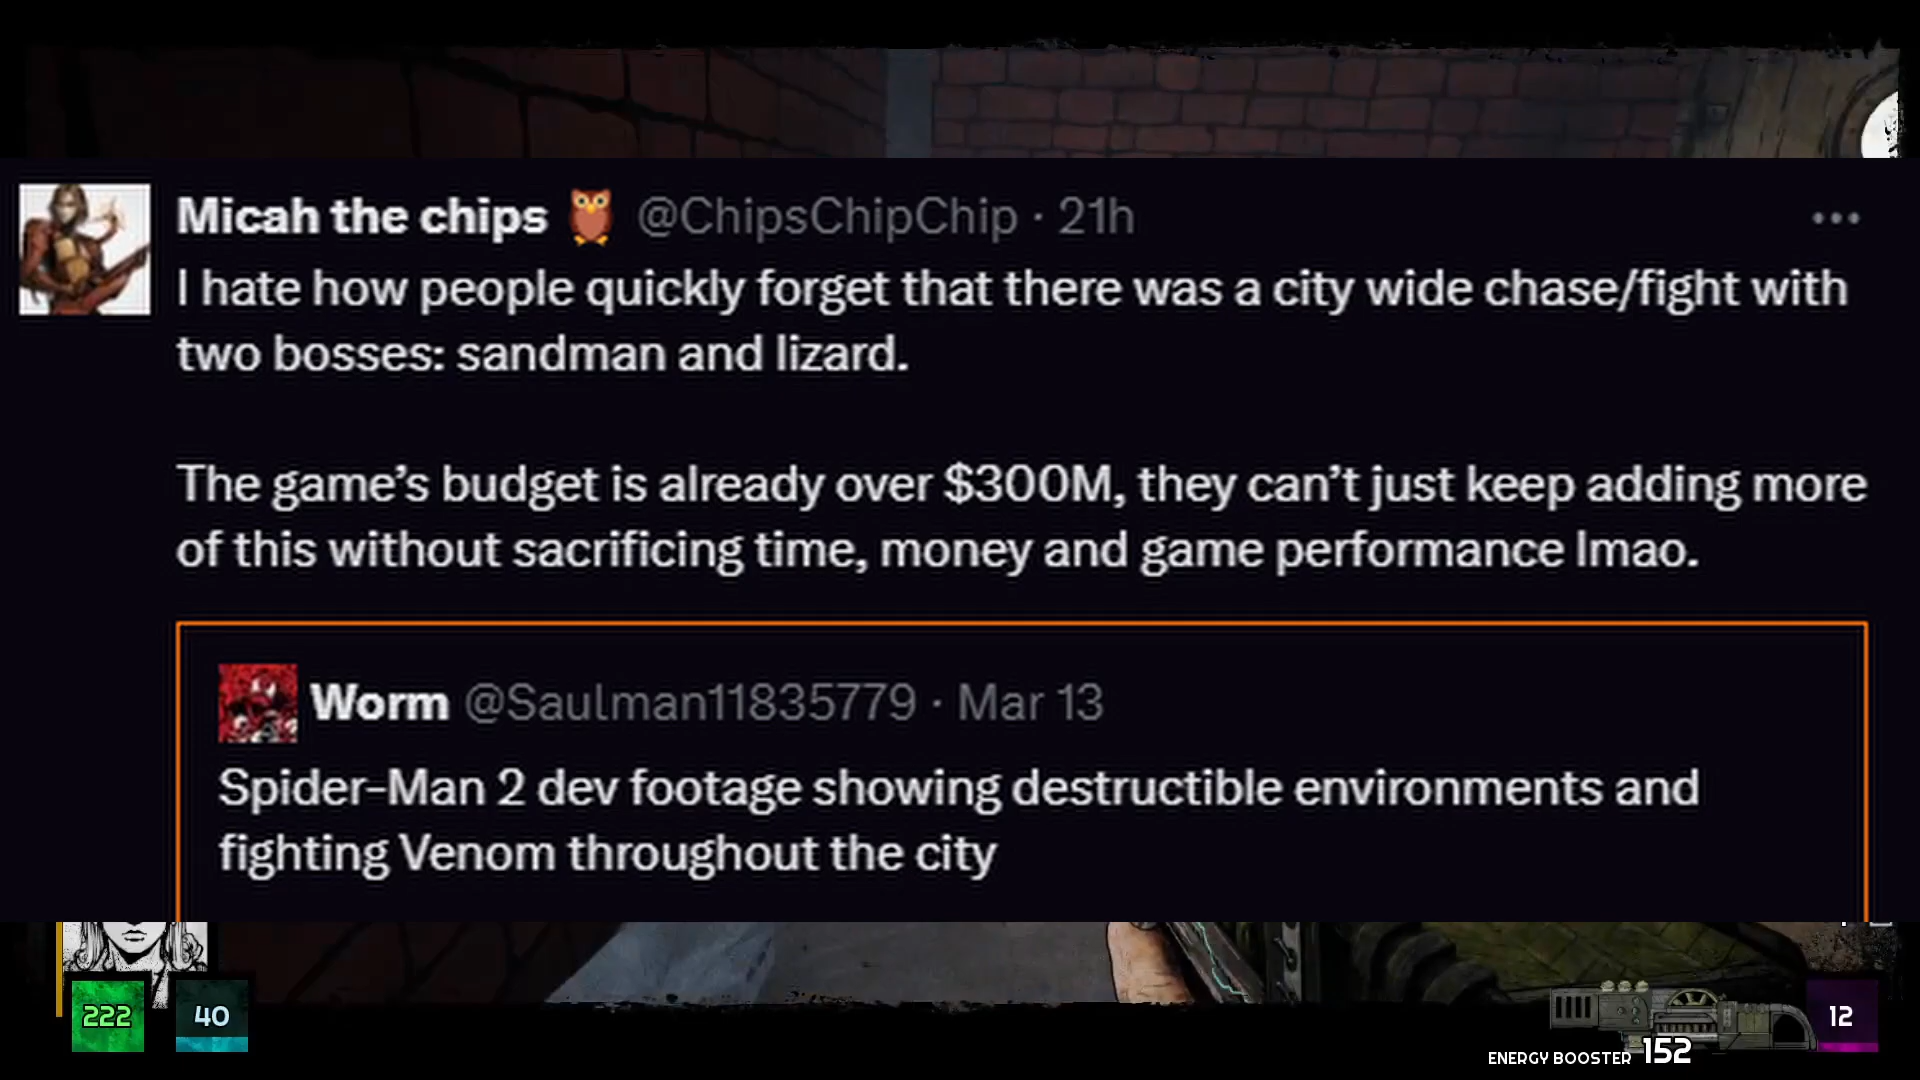 Micah the chips 🦉 @ChipsChipChip · 21h
I hate how people quickly forget that there was a city wide chase/fight with
two bosses: sandman and lizard.
The game’s budget is already over $300M, they can’t just keep adding more
of this without sacrificing time, money and game performance lmao.
Worm @Saulman11835779 · Mar 13
Spider-Man 2 dev footage showing destructible environments and
fighting Venom throughout the city
222 40
12
ENERGY BOOSTER 152